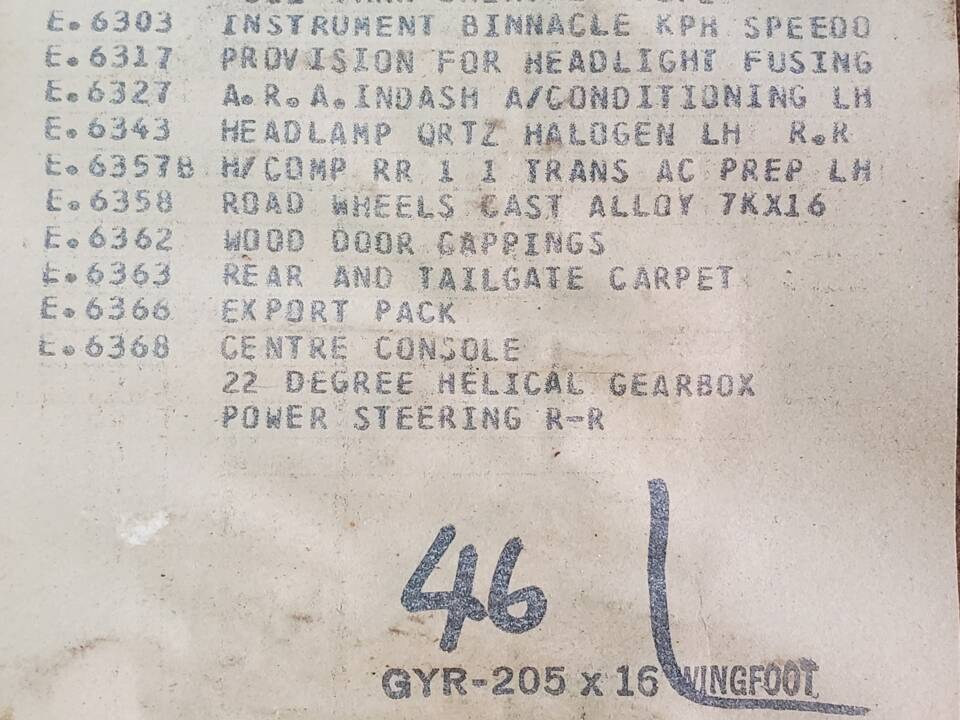 E.6303 INSTRUMENT BINNACLE KPH SPEEDO
E.6317 PROVISION FOR HEADLIGHT FUSING
E.6327 A.R.A.INDASH A/CONDITIONING LH
E.6343 HEADLAMP QRTZ HALOGEN LH R.R
E.6357B H/COMP RR 1 1 TRANS AC PREP LH
E.6358 ROAD WHEELS CAST ALLOY 7KX16
E.6362 WOOD DOOR CAPPINGS
E.6363 REAR AND TAILGATE CARPET
E.6366 EXPORT PACK
E.6368 CENTRE CONSOLE
22 DEGREE HELICAL GEARBOX
POWER STEERING R-R
46 L
GYR-205 x 16 WINGFOOT